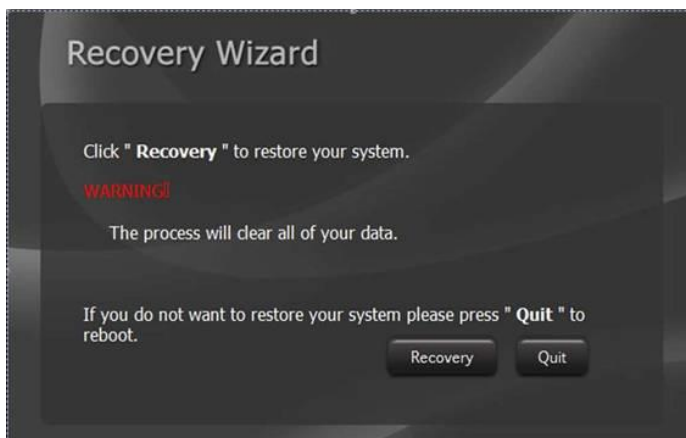 Recovery Wizard
Click " Recovery " to restore your system.
WARNING
The process will clear all of your data.
If you do not want to restore your system please press " Quit " to
reboot.
Recovery
Quit